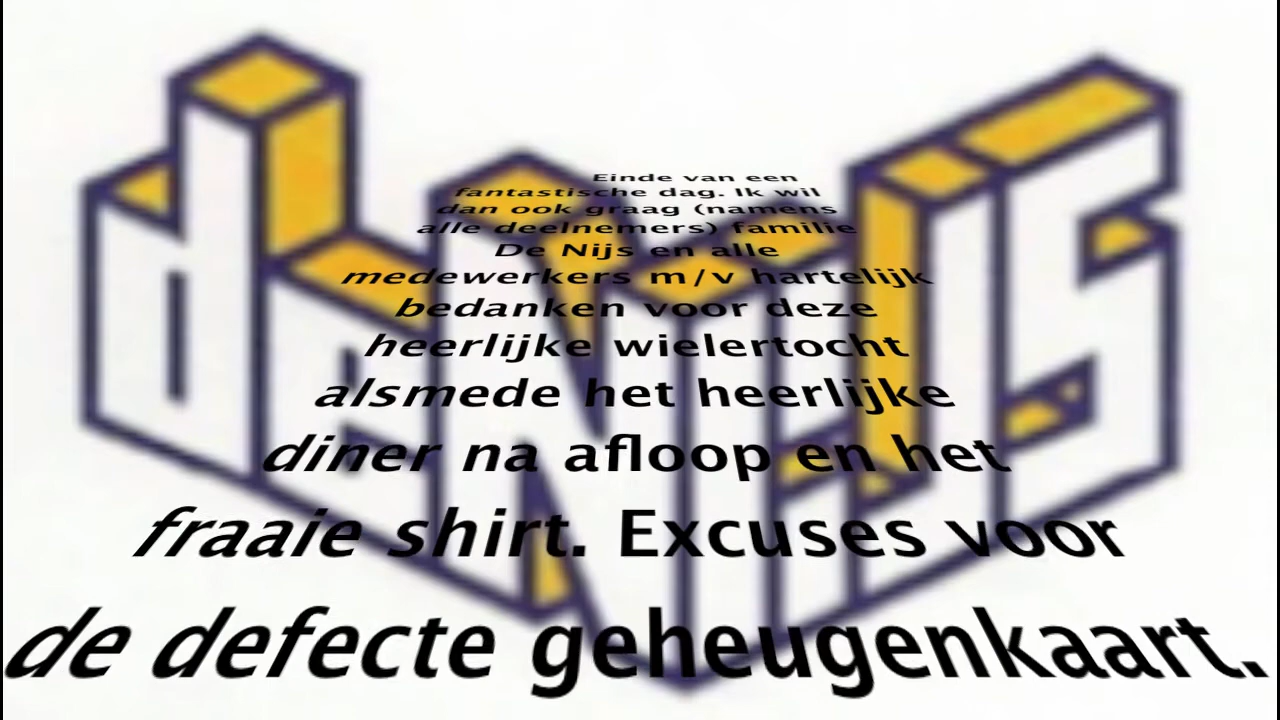 de NIJS
Einde van een
fantastische dag. Ik wil
dan ook graag (namens
alle deelnemers) familie
De Nijs en alle
medewerkers m/v hartelijk
bedanken voor deze
heerlijke wielertocht
alsmede het heerlijke
diner na afloop en het
fraaie shirt. Excuses voor
de defecte geheugenkaart.